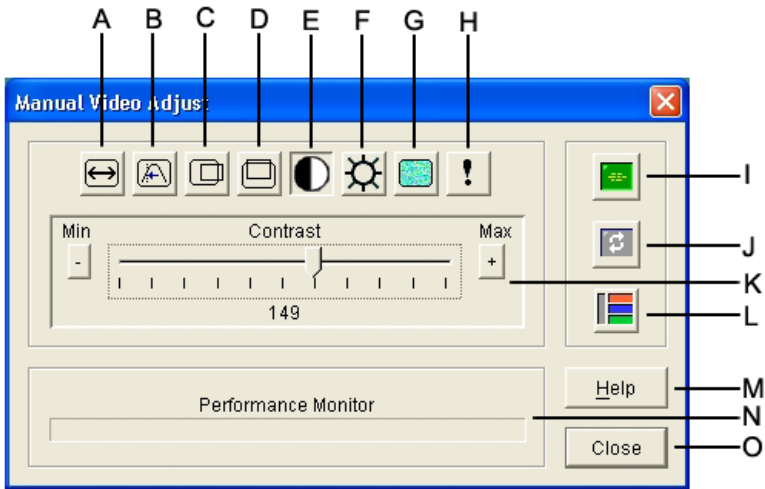 A B C D E F G H
Manual Video Adjust
I
Min Contrast Max
J
- +
K
149
L
Help
M
Performance Monitor
N
Close
O